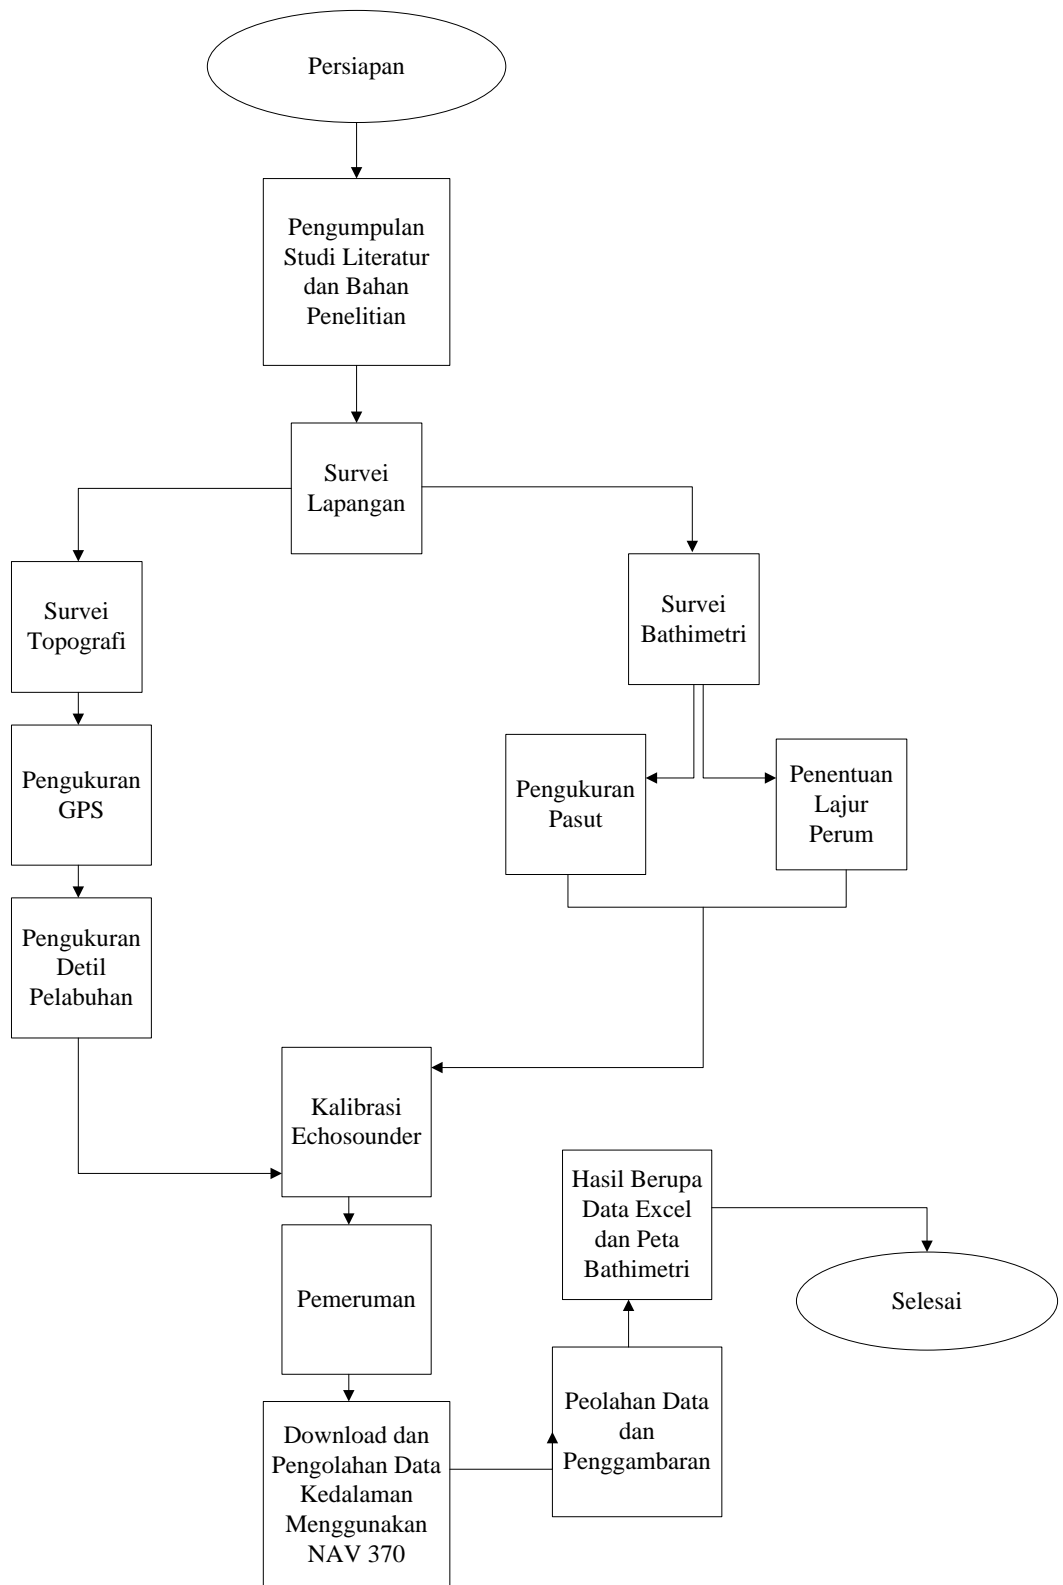 Persiapan
Pengumpulan
Studi Literatur
dan Bahan
Penelitian
Survei
Lapangan
Survei
Topografi
Survei
Bathimetri
Pengukuran
GPS
Pengukuran
Pasut
Penentuan
Lajur
Perum
Pengukuran
Detil
Pelabuhan
Kalibrasi
Echosounder
Pemeruman
Download dan
Pengolahan Data
Kedalaman
Menggunakan
NAV 370
Peolahan Data
dan
Penggambaran
Hasil Berupa
Data Excel
dan Peta
Bathimetri
Selesai